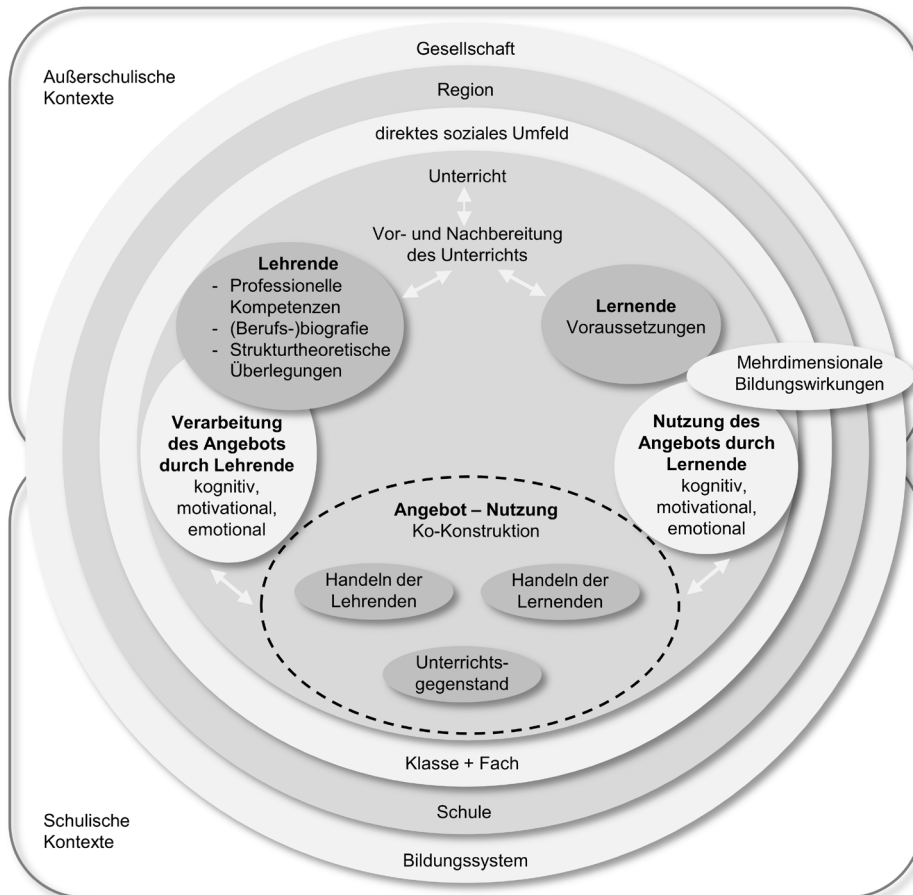 Gesellschaft
Außerschulische
Kontexte
Region
direktes soziales Umfeld
Unterricht
Vor- und Nachbereitung
des Unterrichts
Lehrende
- Professionelle
Kompetenzen
- (Berufs-)biografie
- Strukturtheoretische
Überlegungen
Lernende
Voraussetzungen
Mehrdimensionale
Bildungswirkungen
Verarbeitung
des Angebots
durch Lehrende
kognitiv,
motivational,
emotional
Nutzung des
Angebots durch
Lernende
kognitiv,
motivational,
emotional
Angebot – Nutzung
Ko-Konstruktion
Handeln der
Lehrenden
Handeln der
Lernenden
Unterrichts-
gegenstand
Klasse + Fach
Schule
Schulische
Kontexte
Bildungssystem